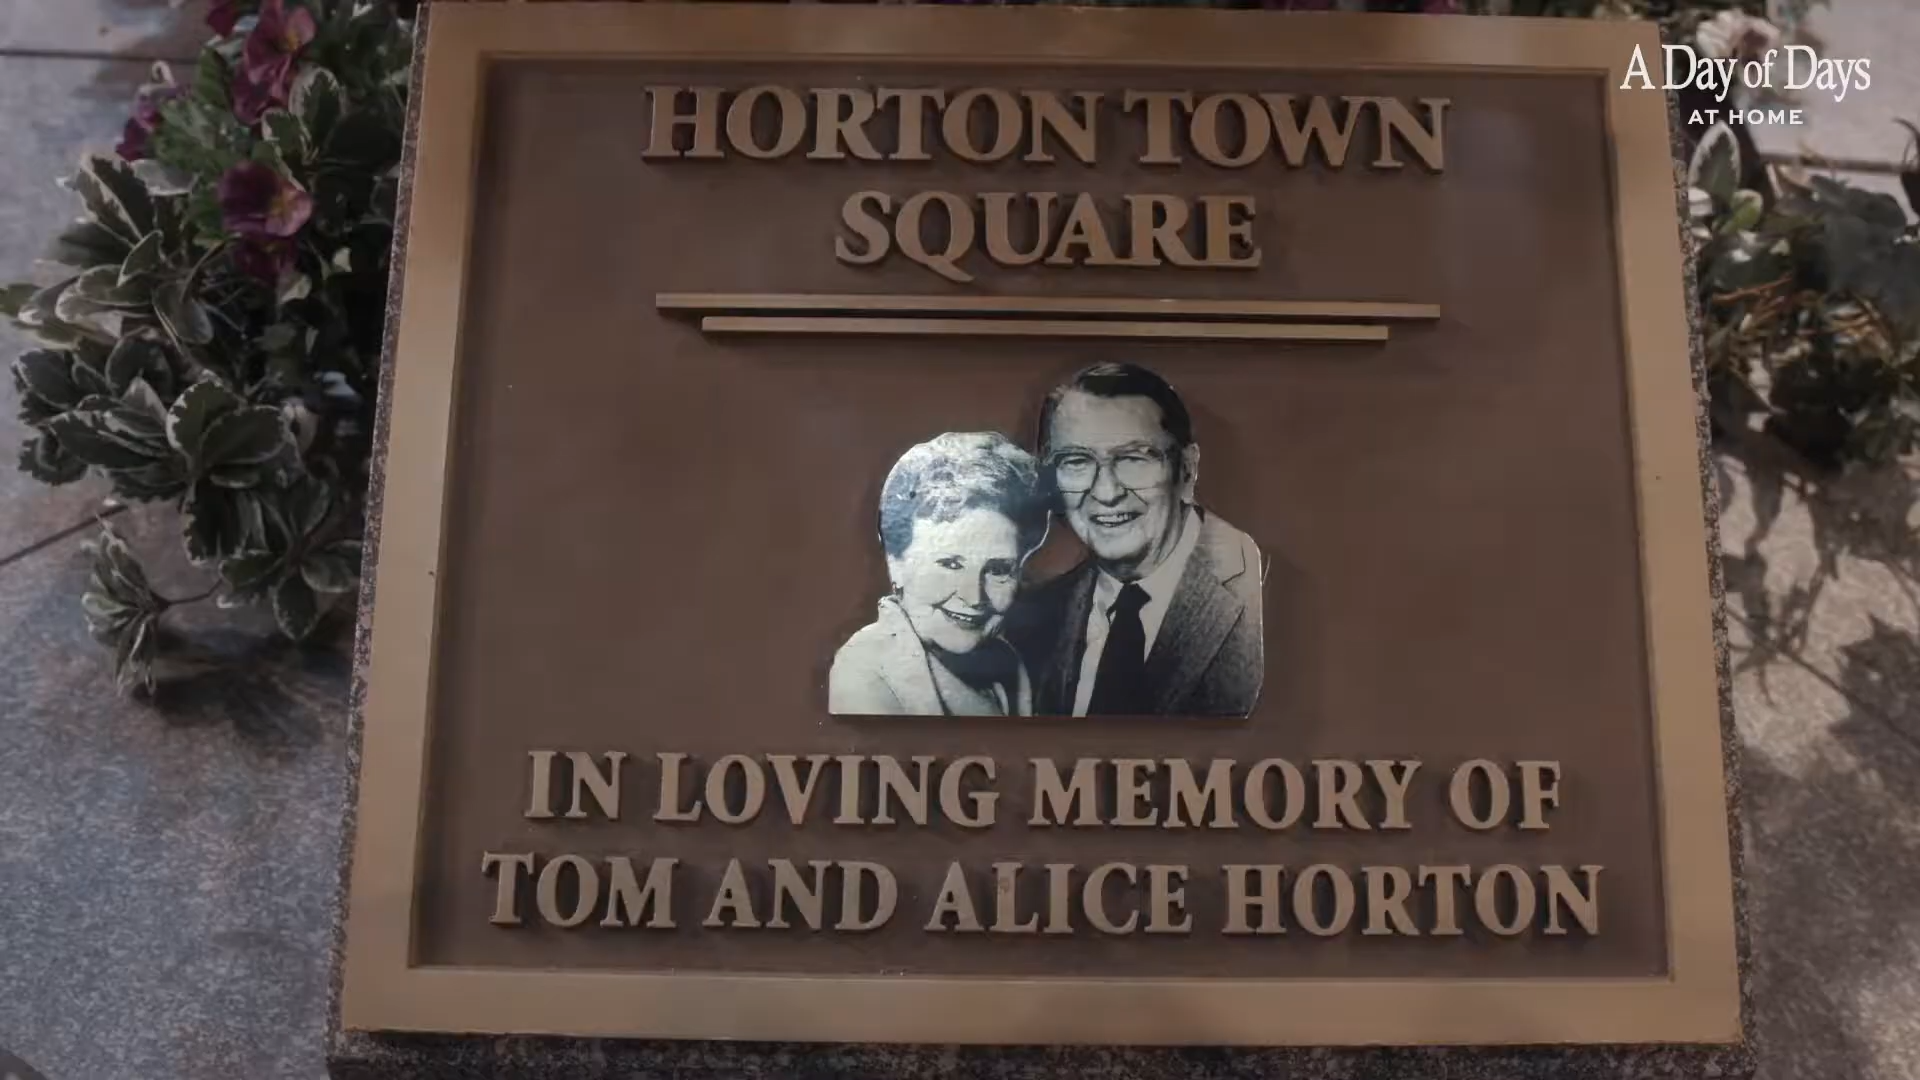 A Day of Days
AT HOME
HORTON TOWN
SQUARE
IN LOVING MEMORY OF
TOM AND ALICE HORTON